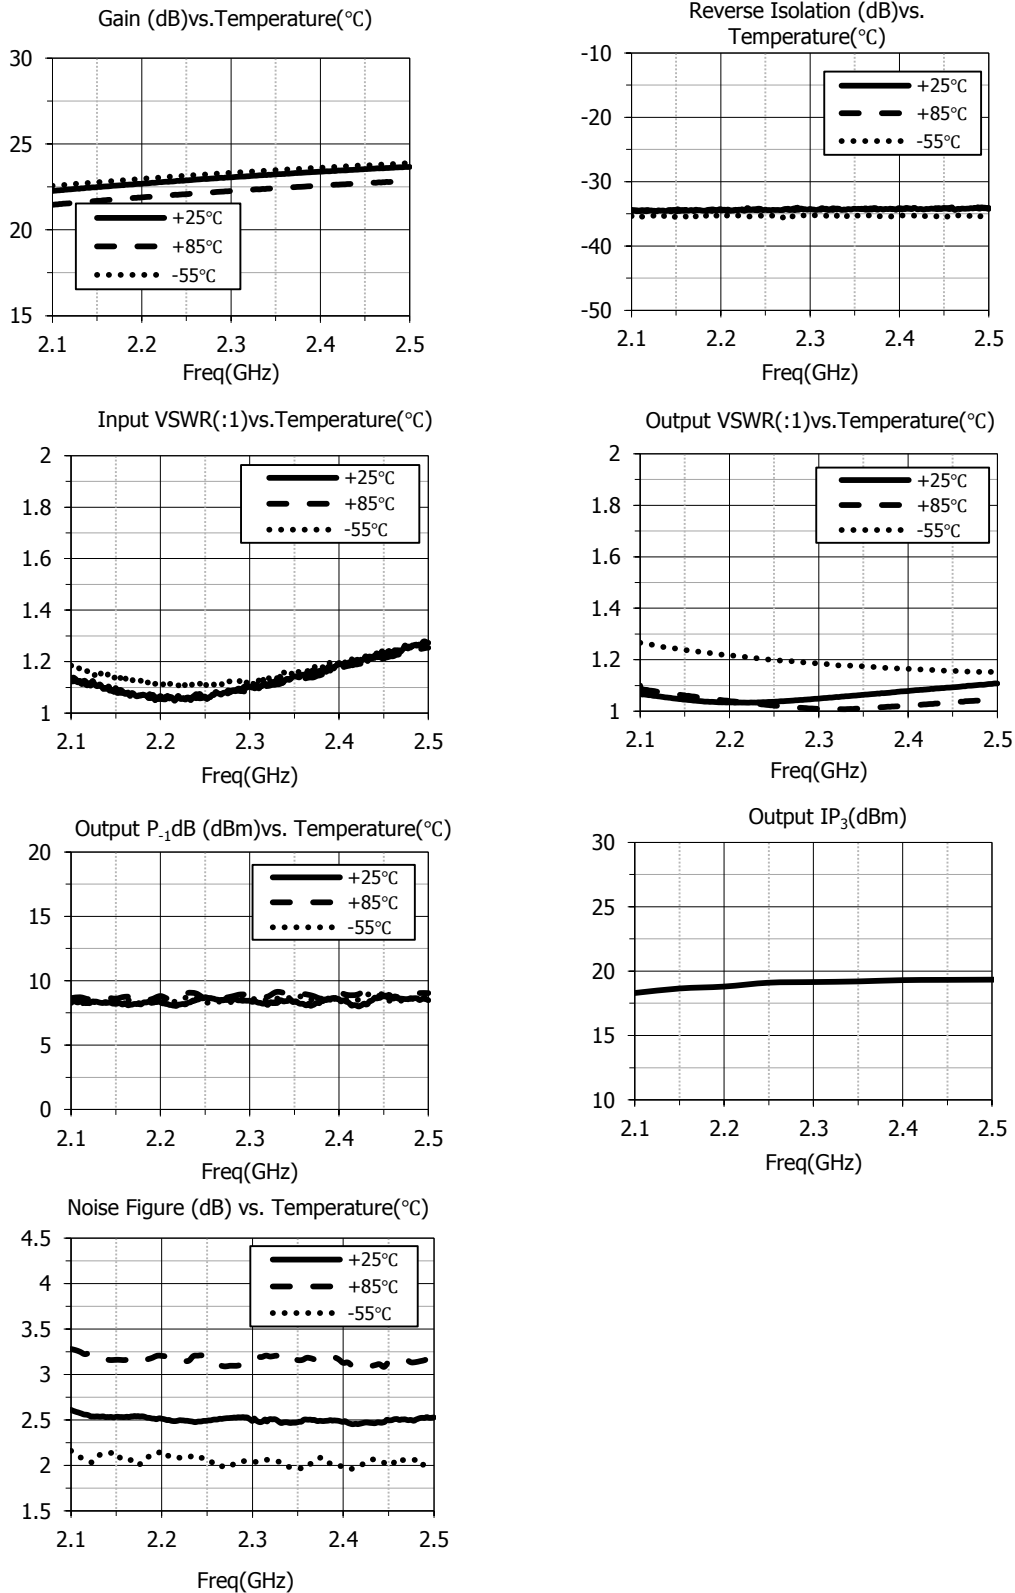 Gain (dB)vs.Temperature(°C)
30
25
20
15
+25°C
+85°C
-55°C
2.1 2.2 2.3 2.4 2.5
Freq(GHz)
Reverse Isolation (dB)vs.
Temperature(°C)
-10
-20
-30
-40
-50
+25°C
+85°C
-55°C
2.1 2.2 2.3 2.4 2.5
Freq(GHz)
Input VSWR(:1)vs.Temperature(°C)
2
1.8
1.6
1.4
1.2
1
+25°C
+85°C
-55°C
2.1 2.2 2.3 2.4 2.5
Freq(GHz)
Output VSWR(:1)vs.Temperature(°C)
2
1.8
1.6
1.4
1.2
1
+25°C
+85°C
-55°C
2.1 2.2 2.3 2.4 2.5
Freq(GHz)
Output P-1dB (dBm)vs. Temperature(°C)
20
15
10
5
0
+25°C
+85°C
-55°C
2.1 2.2 2.3 2.4 2.5
Freq(GHz)
Output IP3(dBm)
30
25
20
15
10
2.1 2.2 2.3 2.4 2.5
Freq(GHz)
Noise Figure (dB) vs. Temperature(°C)
4.5
4
3.5
3
2.5
2
1.5
+25°C
+85°C
-55°C
2.1 2.2 2.3 2.4 2.5
Freq(GHz)